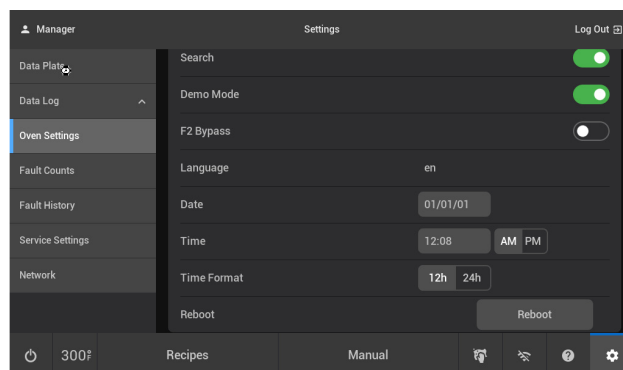 Manager
Settings
Log Out
Data Plate
Data Log
Oven Settings
Fault Counts
Fault History
Service Settings
Network
Search
Demo Mode
F2 Bypass
Language en
Date 01/01/01
Time 12:08 AM PM
Time Format 12h 24h
Reboot Reboot
300°F
Recipes
Manual